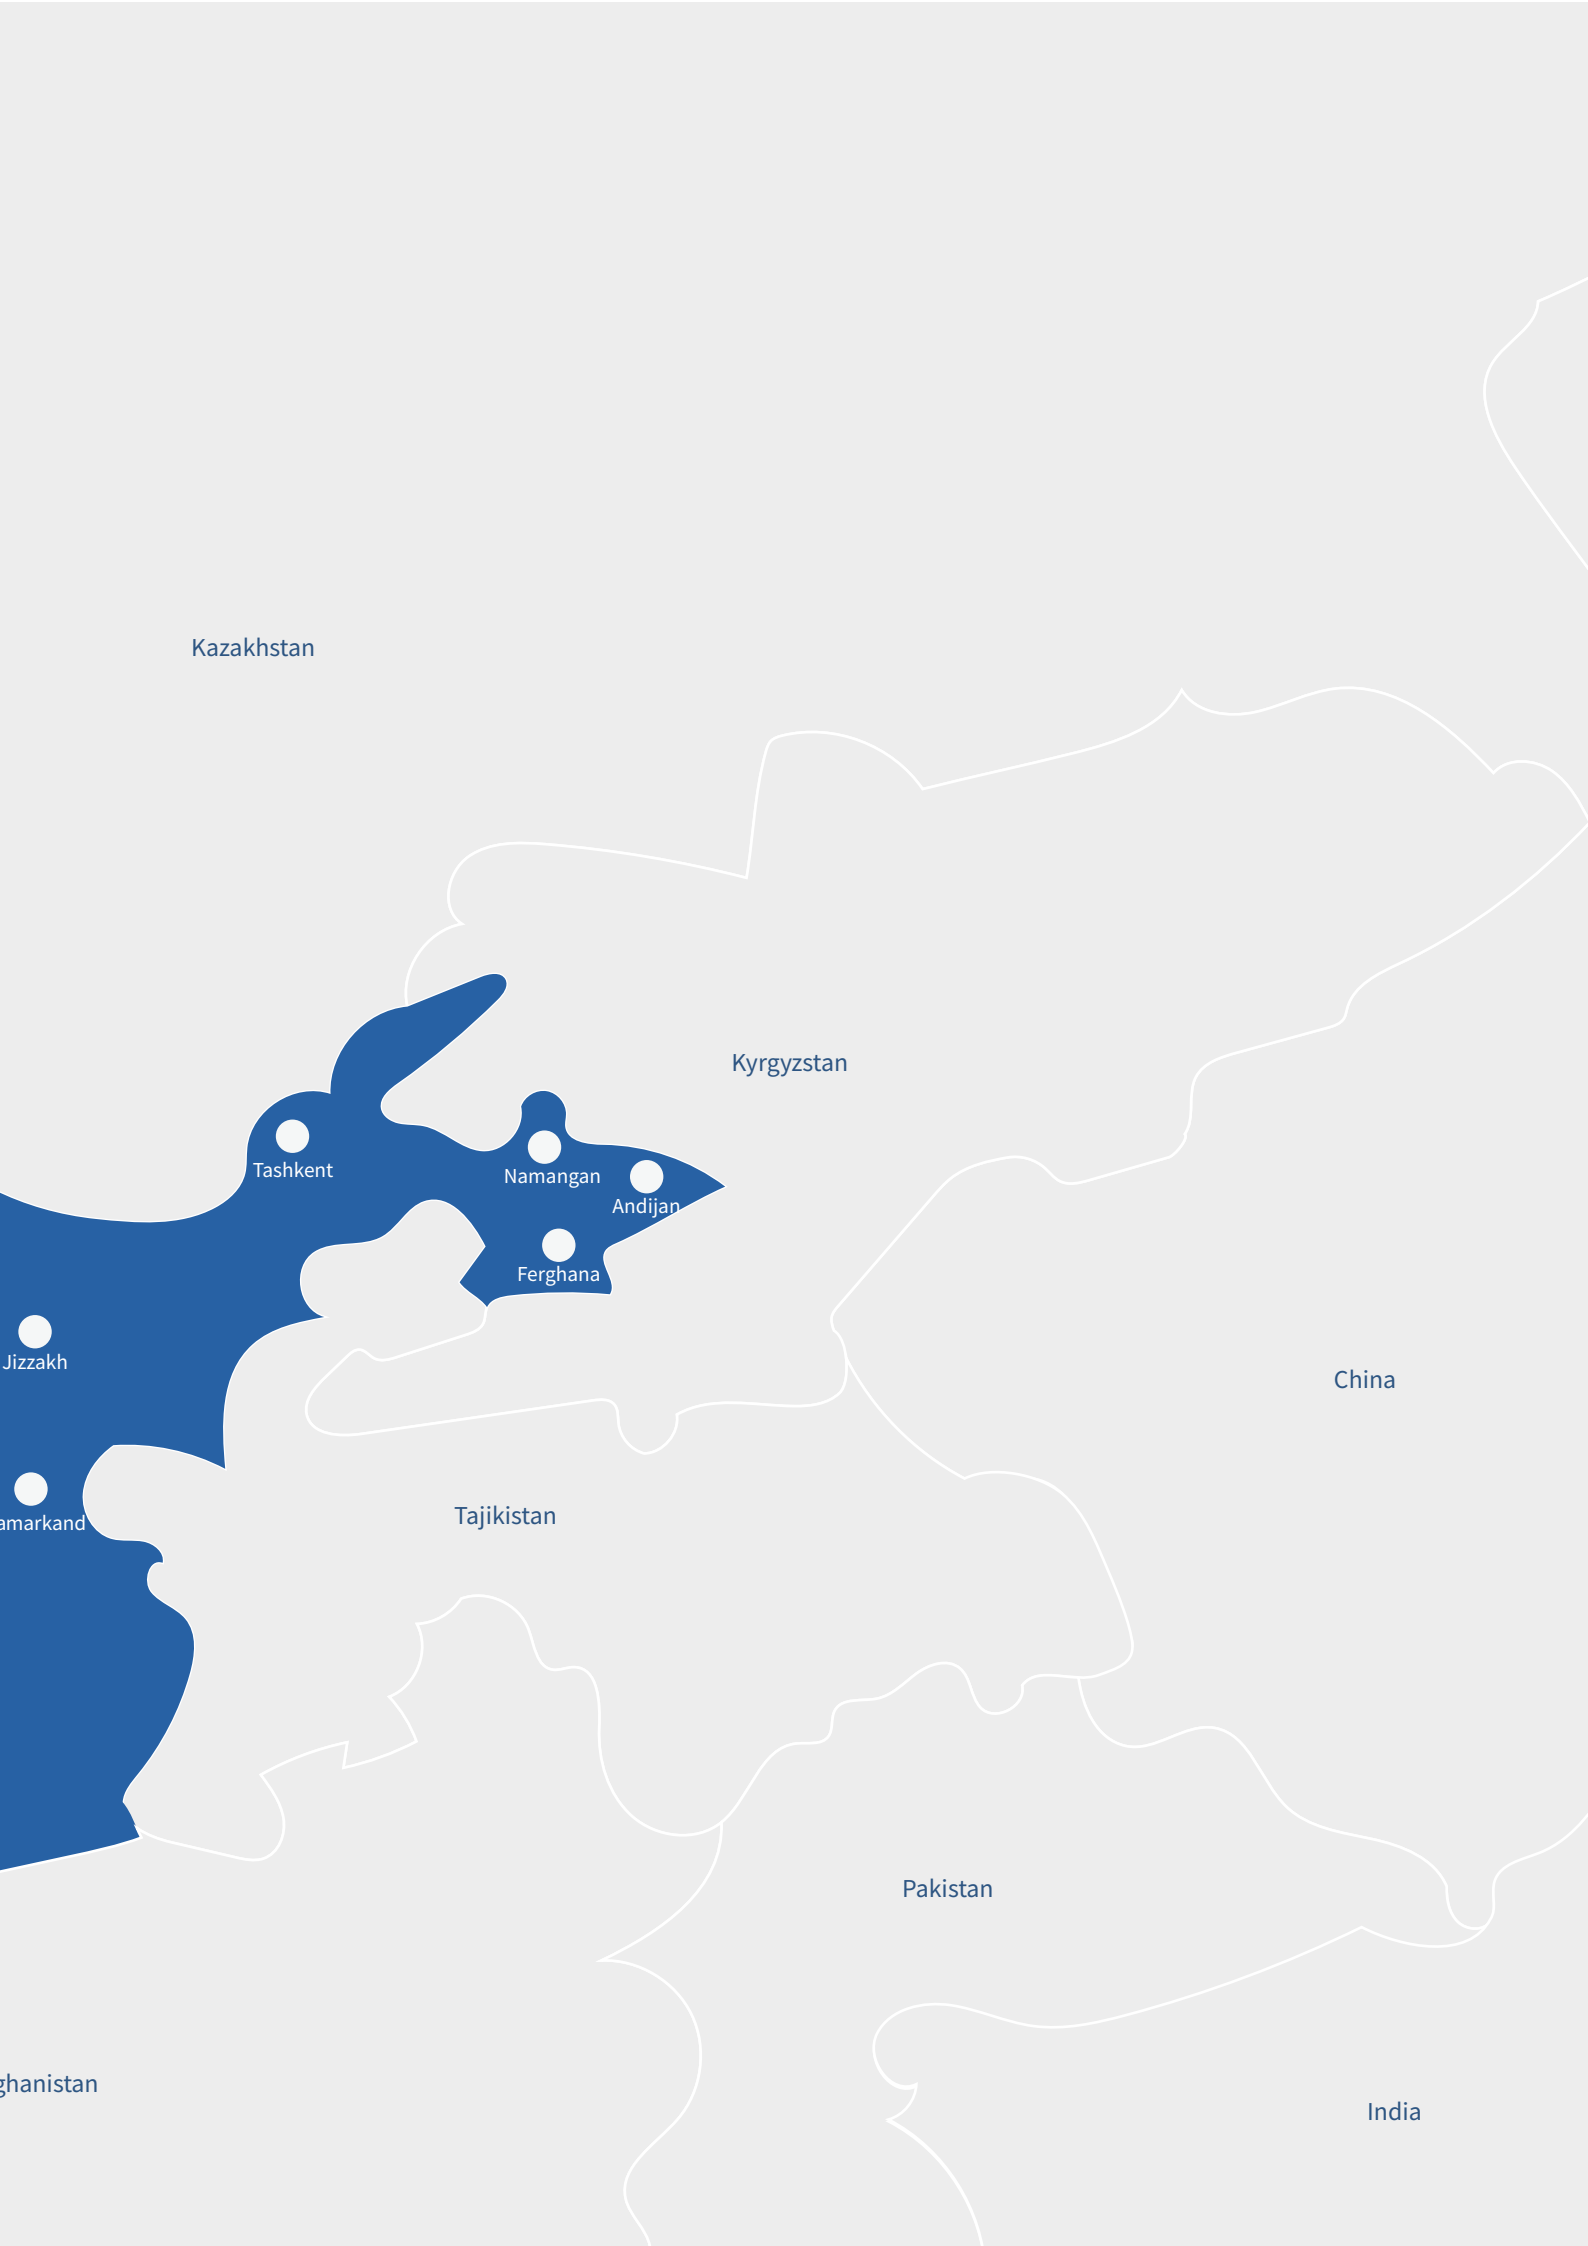 Kazakhstan
Kyrgyzstan
Tashkent
Namangan
Andijan
Ferghana
Jizzakh
China
Tajikistan
amarkand
Pakistan
ghanistan
India